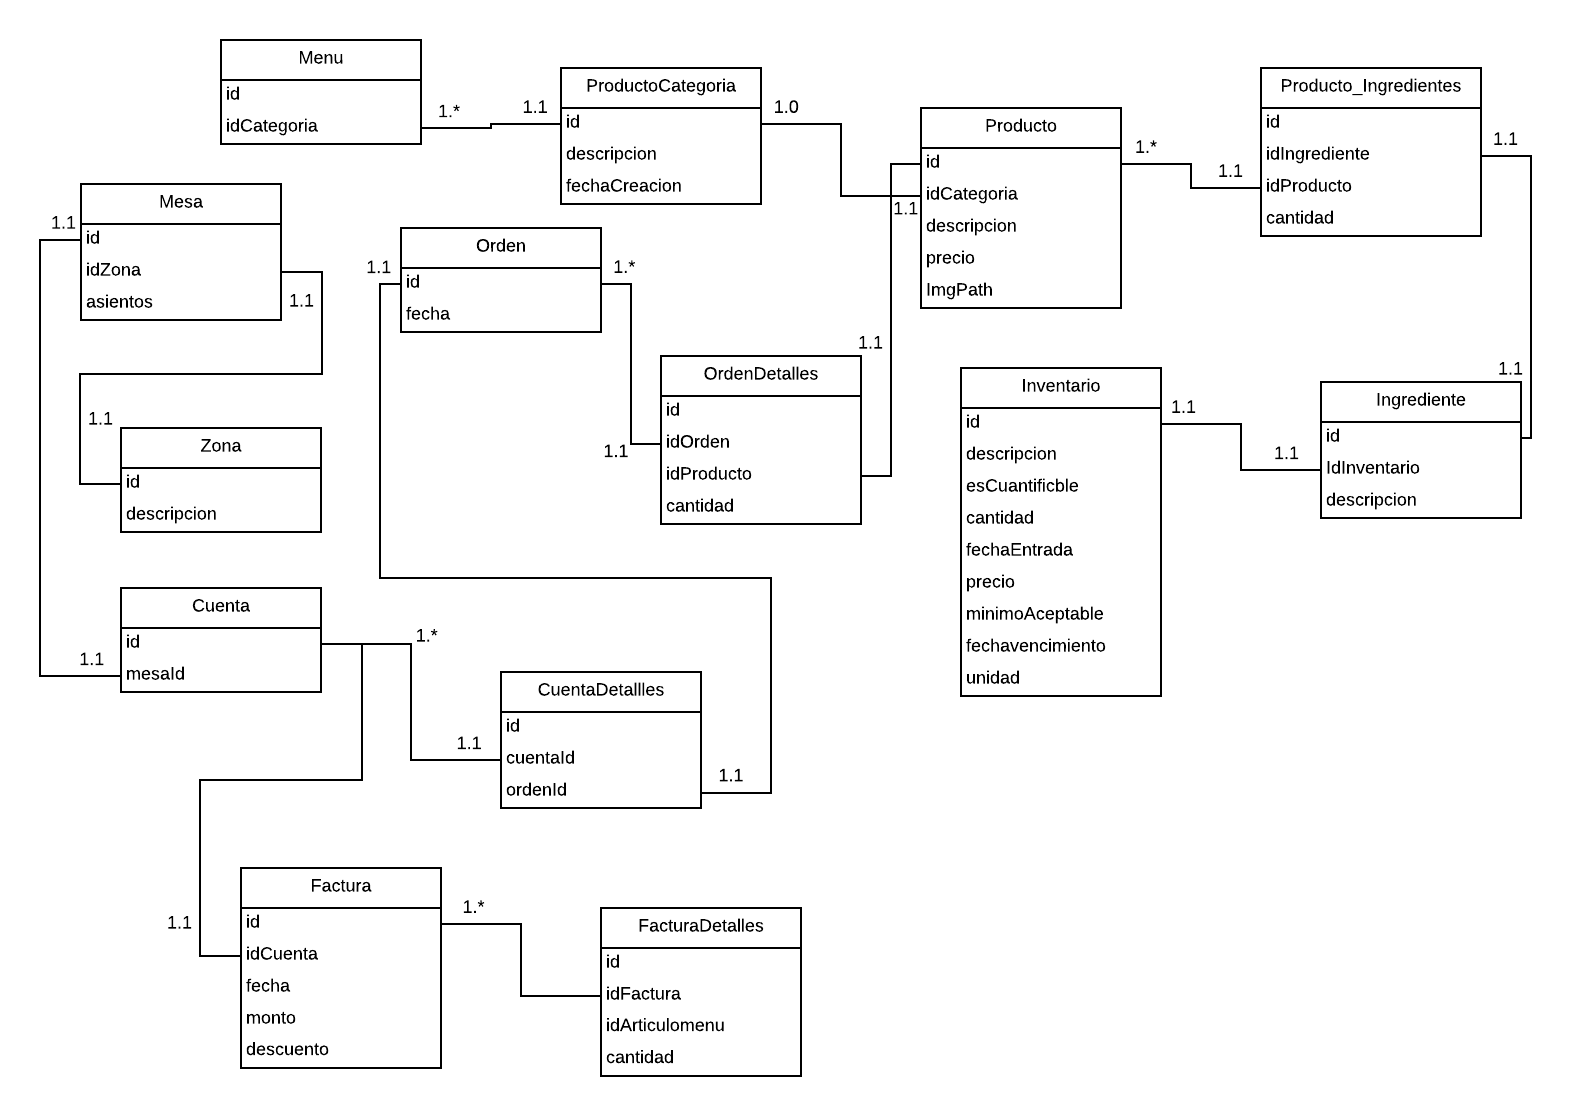 Menu
id
idCategoria
1.*
1.1
ProductoCategoria
id
descripcion
fechaCreacion
1.0
1.1
Producto
id
idCategoria
descripcion
precio
ImgPath
1.*
1.1
Producto_Ingredientes
id
idIngrediente
idProducto
cantidad
1.1
1.1
Mesa
id
idZona
asientos
1.1
1.1
1.1
Orden
id
fecha
1.*
1.1
1.1
OrdenDetalles
id
idOrden
idProducto
cantidad
Inventario
id
descripcion
esCuantificble
cantidad
fechaEntrada
precio
minimoAceptable
fechavencimiento
unidad
1.1
1.1
1.1
Ingrediente
id
IdInventario
descripcion
1.1
Zona
id
descripcion
Cuenta
id
mesaId
1.1
1.*
CuentaDetallles
id
cuentaId
ordenId
1.1
1.1
1.1
Factura
id
idCuenta
fecha
monto
descuento
1.*
FacturaDetalles
id
idFactura
idArticulomenu
cantidad